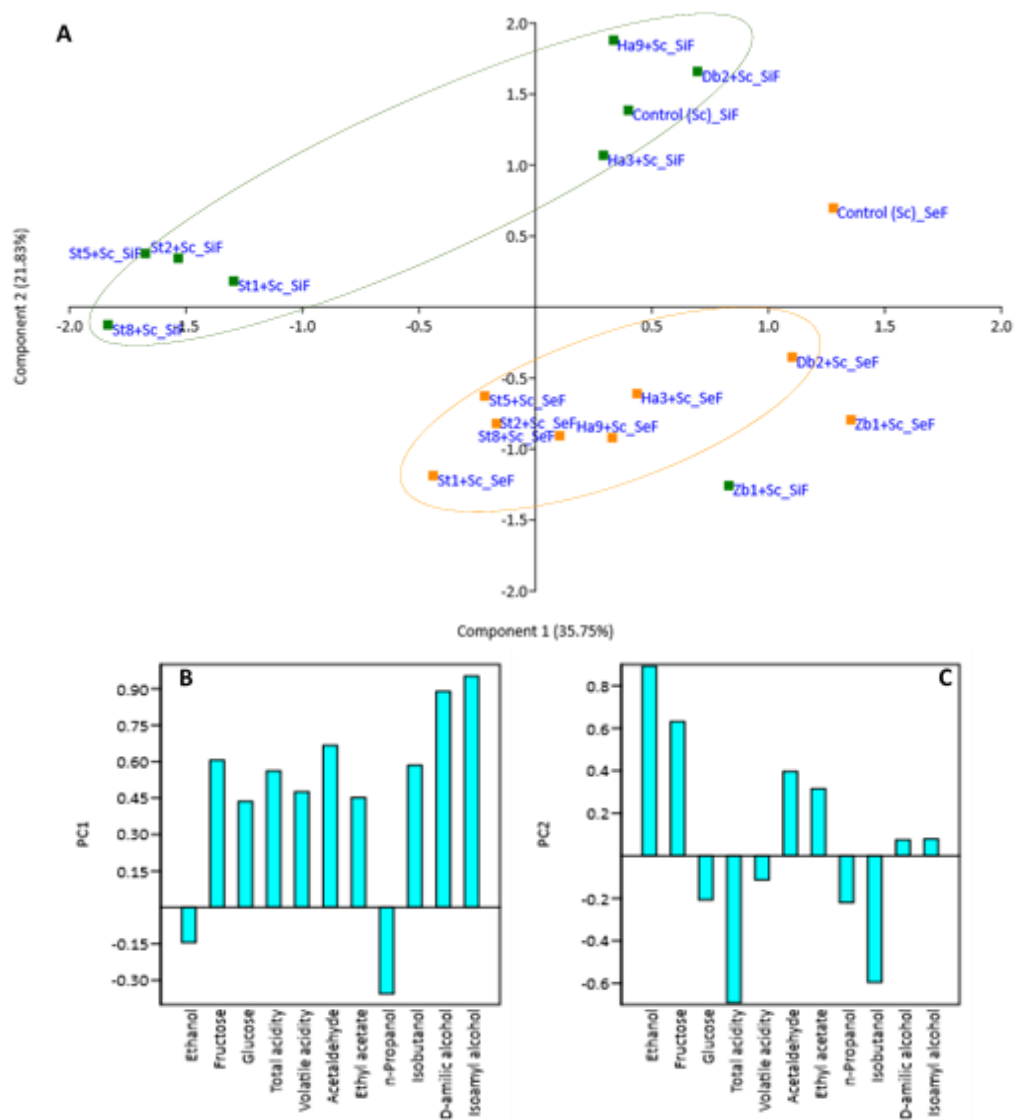 A
2.0
Ha9+Sc_SiF
Db2+Sc_SiF
1.5
Control (Sc)_SiF
Ha3+Sc_SiF
1.0
Control (Sc)_SeF
0.5
St5+Sc_SiF St2+Sc_SiF
St1+Sc_SiF
St8+Sc_SiF
-2.0 -1.5 -1.0 -0.5 0.5 1.0 1.5 2.0
Component 2 (21.83%)
Db2+Sc_SeF
-0.5
St5+Sc_SeF
Ha3+Sc_SeF
St2+Sc_SeF
Zb1+Sc_SeF
St8+Sc_SeF
Ha9+Sc_SeF
-1.0
St1+Sc_SeF
Zb1+Sc_SiF
-1.5
-2.0
Component 1 (35.75%)
B
0.90
0.75
0.60
0.45
0.30
0.15
-0.15
-0.30
PC1
Ethanol
Fructose
Glucose
Total acidity
Volatile acidity
Acetaldehyde
Ethyl acetate
n-Propanol
Isobutanol
D-amilic alcohol
Isoamyl alcohol
C
0.8
0.6
0.4
0.2
-0.2
-0.4
-0.6
PC2
Ethanol
Fructose
Glucose
Total acidity
Volatile acidity
Acetaldehyde
Ethyl acetate
n-Propanol
Isobutanol
D-amilic alcohol
Isoamyl alcohol